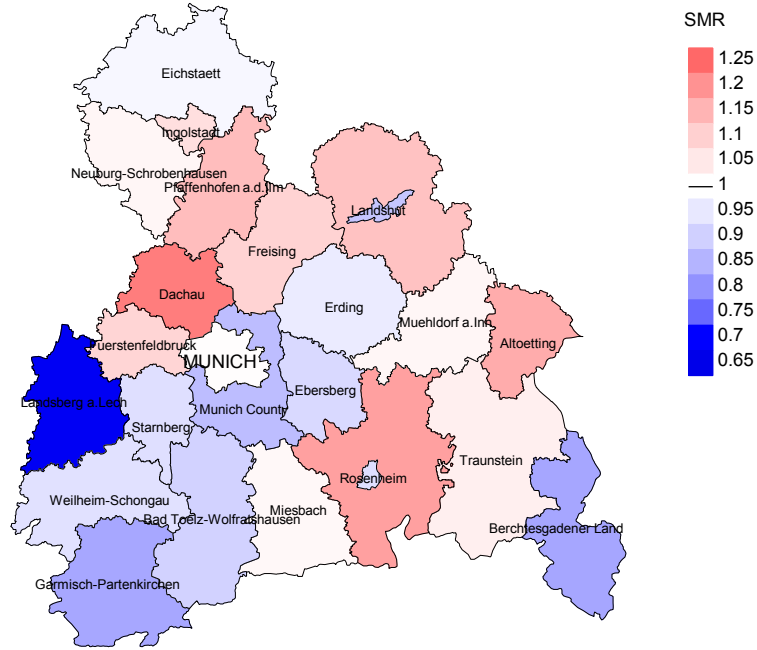 SMR
1.25
1.2
1.15
1.1
1.05
1
0.95
0.9
0.85
0.8
0.75
0.7
0.65
Eichstaett
Ingolstadt
Neuburg-Schrobenhausen
Pfaffenhofen a.d.Ilm
Landshut
Freising
Dachau
Erding
Muehldorf a.Inn
Altoetting
Fuerstenfeldbruck
MUNICH
Ebersberg
Landsberg a.Lech
Munich County
Starnberg
Traunstein
Rosenheim
Weilheim-Schongau
Miesbach
Bad Toelz-Wolfratshausen
Berchtesgadener Land
Garmisch-Partenkirchen